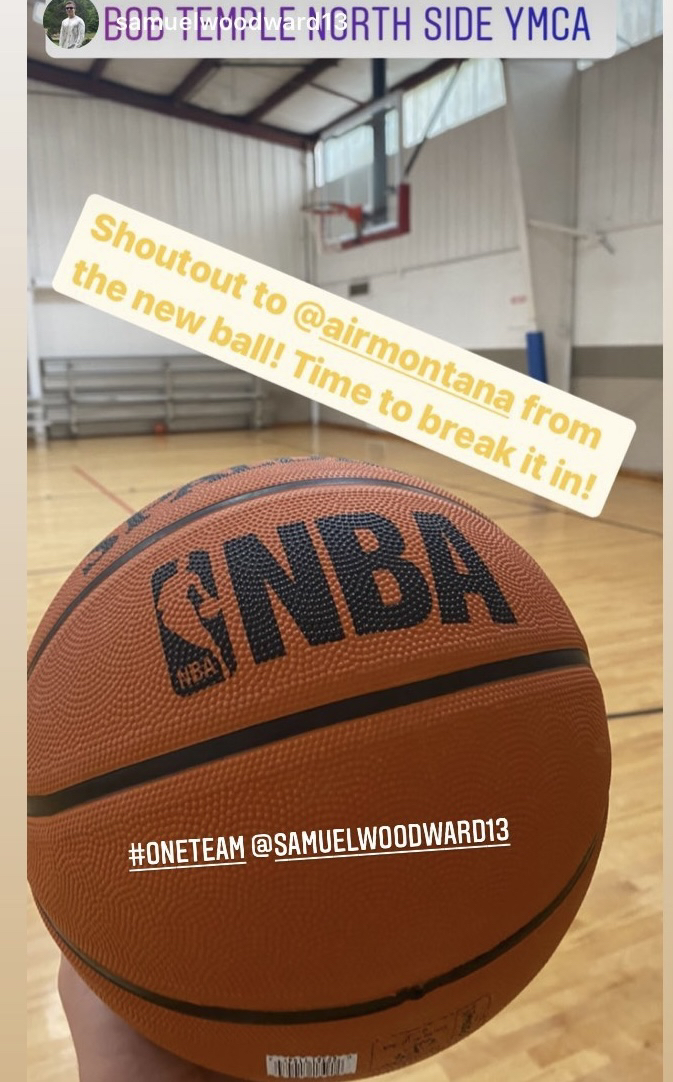 BOB TEMPLE NORTH SIDE YMCA
samuelwoodward13
Shoutout to @airmontana from
the new ball! Time to break it in!
NBA
NBA
#ONETEAM @SAMUELWOODWARD13